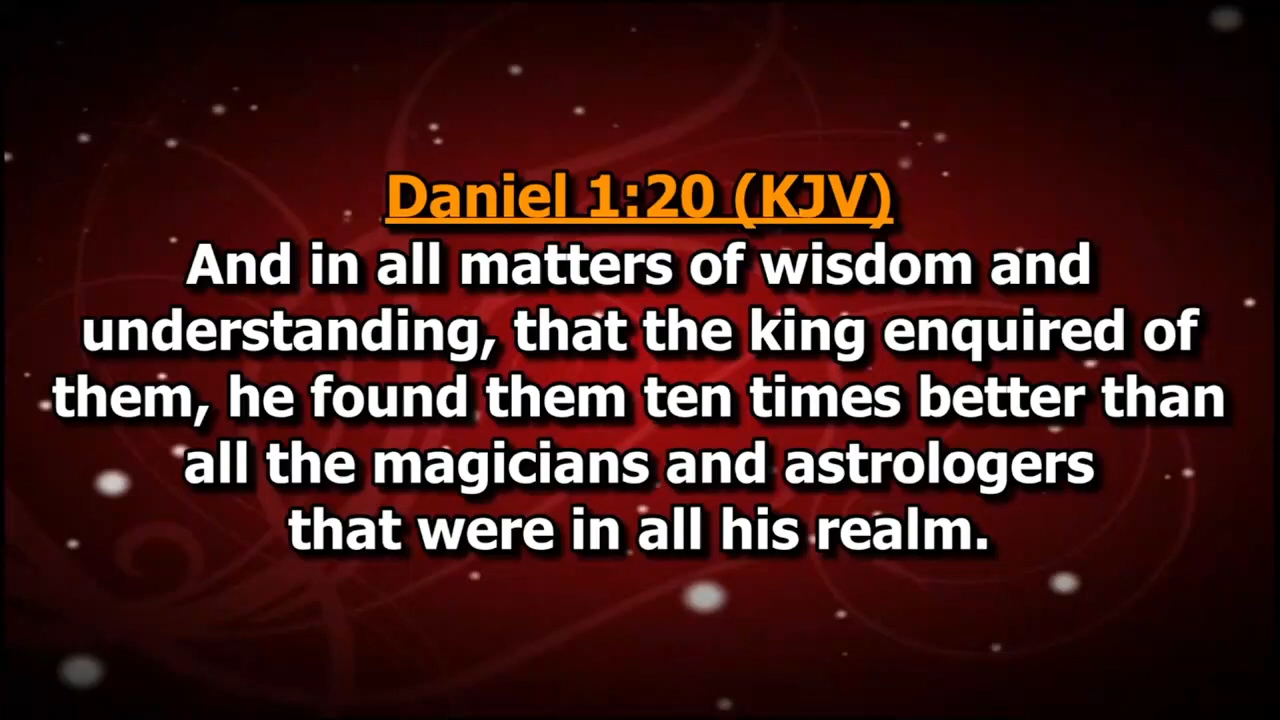 Daniel 1:20 (KJV)
And in all matters of wisdom and
understanding, that the king enquired of
them, he found them ten times better than
all the magicians and astrologers
that were in all his realm.